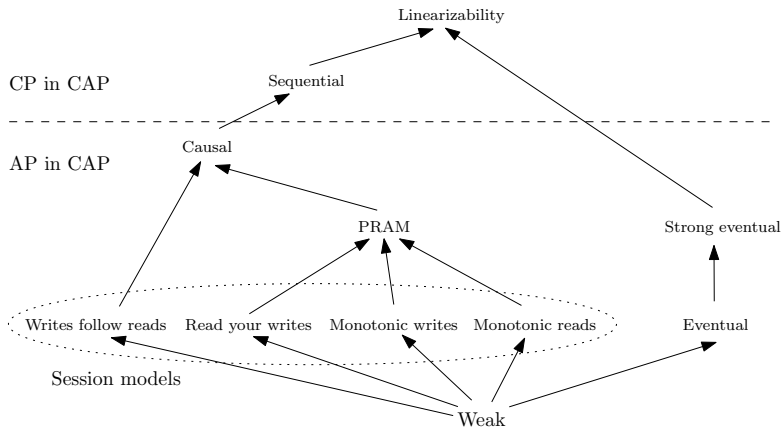 Linearizability
CP in CAP
Sequential
AP in CAP
Causal
PRAM
Strong eventual
Writes follow reads
Read your writes
Monotonic writes
Monotonic reads
Eventual
Session models
Weak